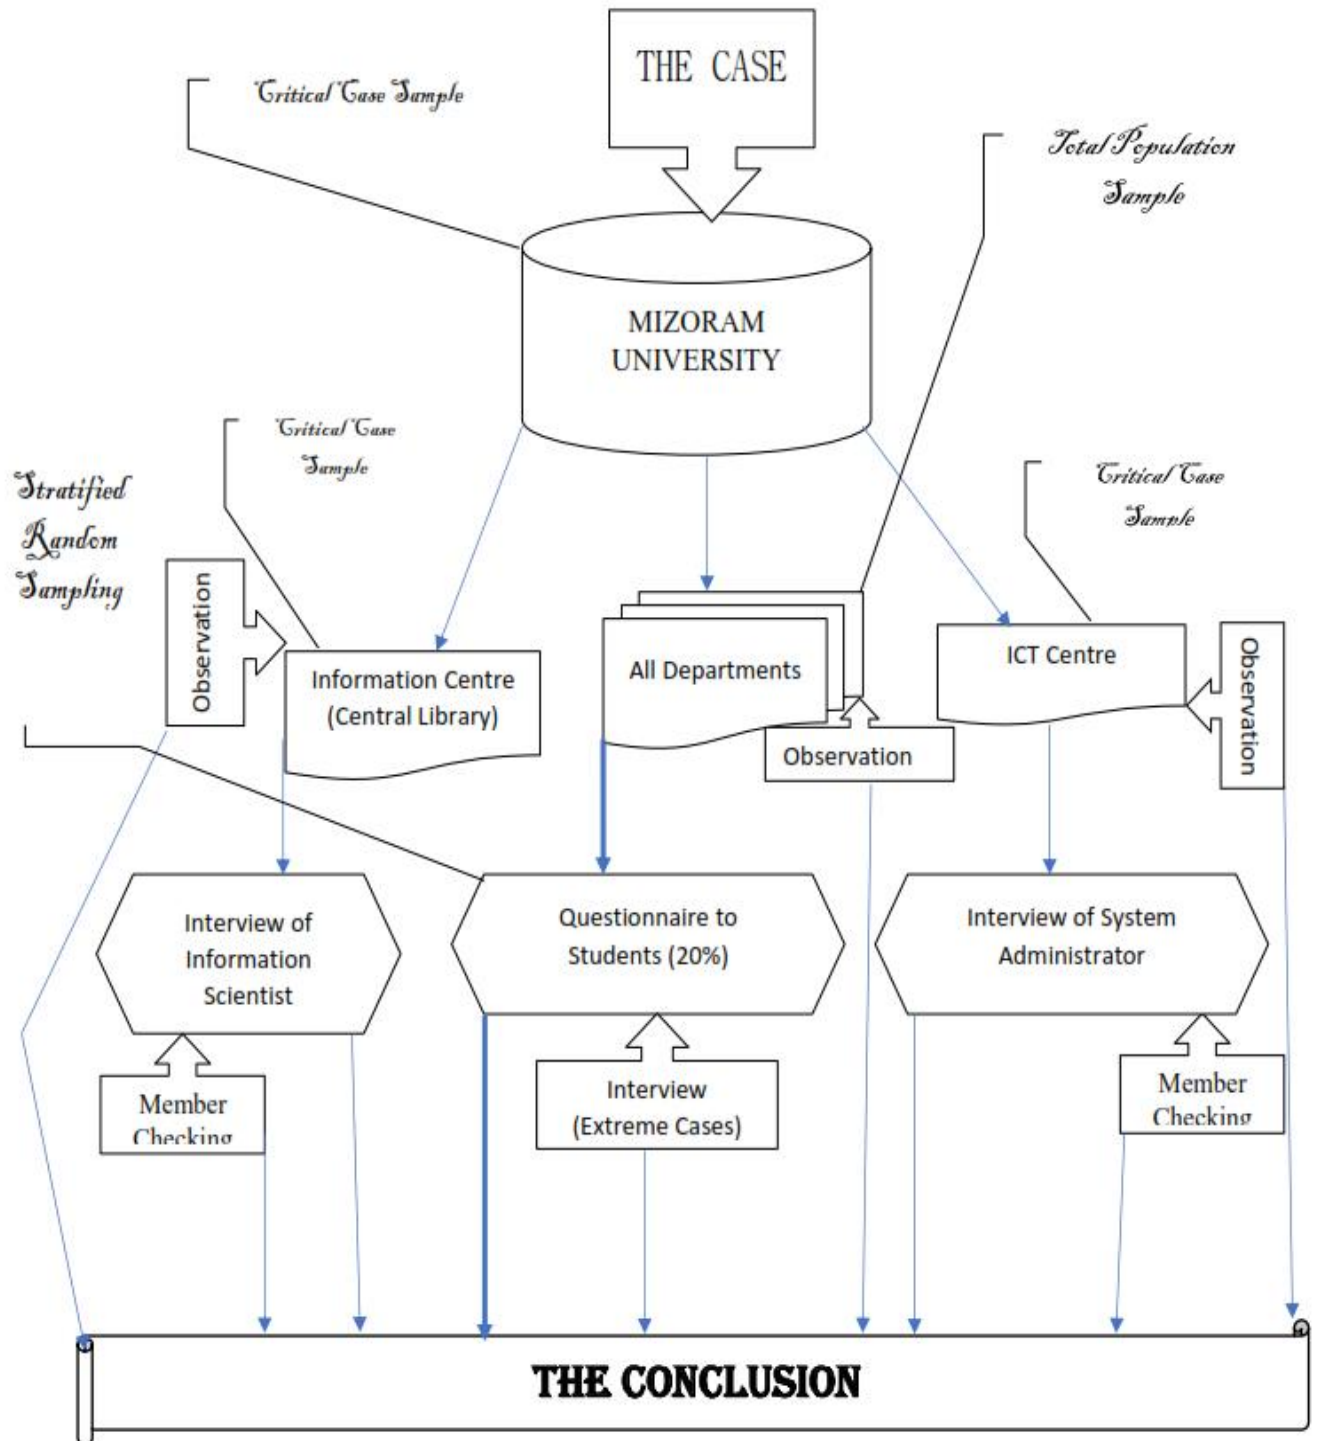 THE CASE
Critical Case Sample
Total Population
Sample
MIZORAM
UNIVERSITY
Critical Case
Sample
Stratified
Random
Sampling
Critical Case
Sample
Observation
Information Centre
(Central Library)
All Departments
Observation
ICT Centre
Observation
Interview of
Information
Scientist
Questionnaire to
Students (20%)
Interview of System
Administrator
Member
Checking
Interview
(Extreme Cases)
Member
Checking
THE CONCLUSION